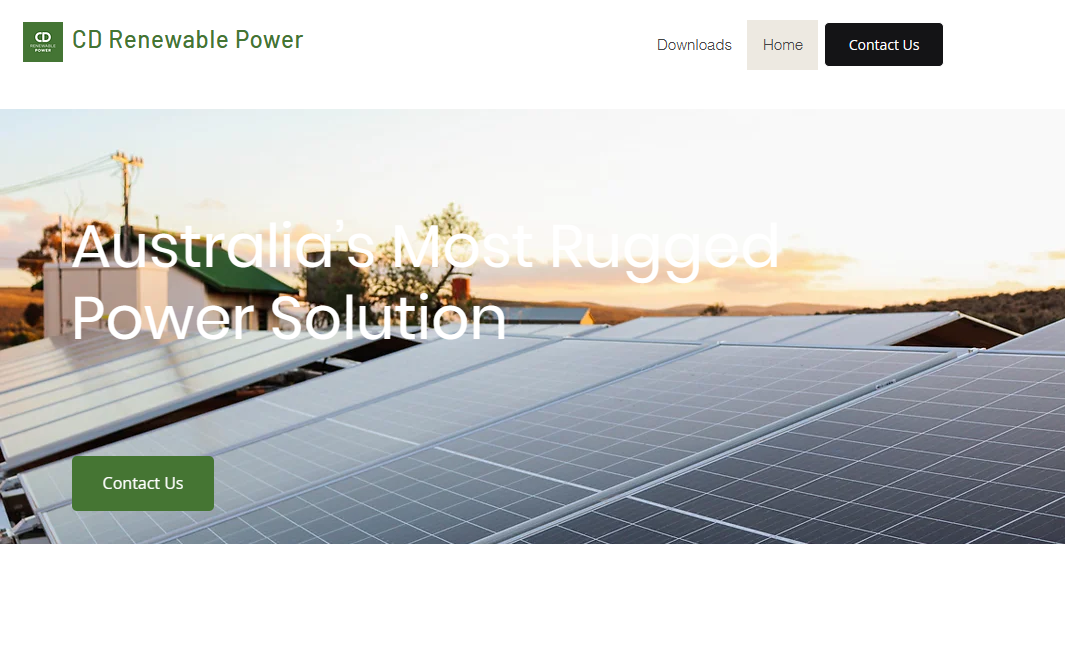 CD
RENEWABLE
POWER
CD Renewable Power
Downloads
Home
Contact Us
Australia’s Most Rugged
Power Solution
Contact Us